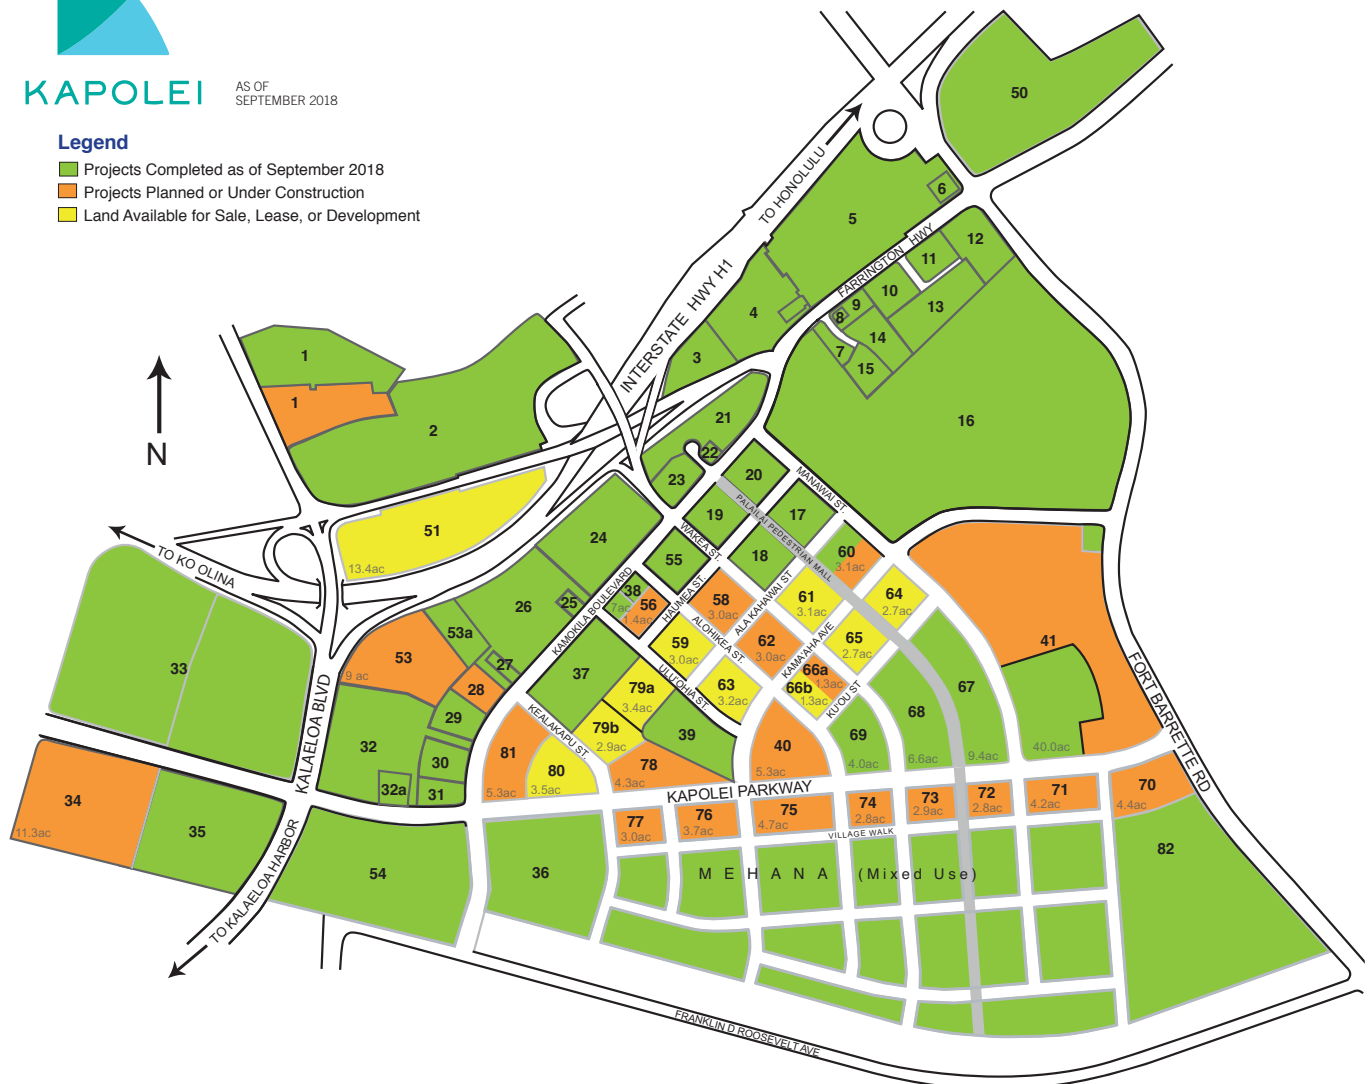 KAPOLEI
AS OF
SEPTEMBER 2018
Legend
Projects Completed as of September 2018
Projects Planned or Under Construction
Land Available for Sale, Lease, or Development
N
50
6
5
TO HONOLULU
12
11
FARRINGTON HWY
INTERSTATE HWY H1
10
9
8
13
4
14
7
15
3
1
1
2
16
21
22
23
20
MANAWAI ST.
PALAILAI PEDESTRIAN MALL
19
17
51
13.4ac
24
WAKEA ST.
TO KO OLINA
55
18
60
3.1ac
41
40.0ac
26
25
KAMOKILA BOULEVARD
38
.7ac
56
1.4ac
HAUMEA ST.
58
3.0ac
ALA KAHAWAI ST
61
3.1ac
64
2.7ac
53a
53
9 ac
27
28
59
3.0ac
ALOHIKEA ST.
62
3.0ac
KAMA'AHA AVE
65
2.7ac
33
37
ULU'OHIA ST.
63
3.2ac
66a
1.3ac
66b
1.3ac
KU'OU ST
67
9.4ac
FORT BARRETTE RD
79a
3.4ac
79b
2.9ac
KALAELOA BLVD
29
KEALAKAPU ST.
68
6.6ac
32
39
69
4.0ac
30
81
5.3ac
80
3.5ac
78
4.3ac
40
5.3ac
32a
31
KAPOLEI PARKWAY
34
11.3ac
35
77
3.0ac
76
3.7ac
75
4.7ac
74
2.8ac
73
2.9ac
72
2.8ac
71
4.2ac
70
4.4ac
VILLAGE WALK
TO KALAELOA HARBOR
54
36
MEHANA (Mixed Use)
82
FRANKLIN D ROOSEVELT AVE